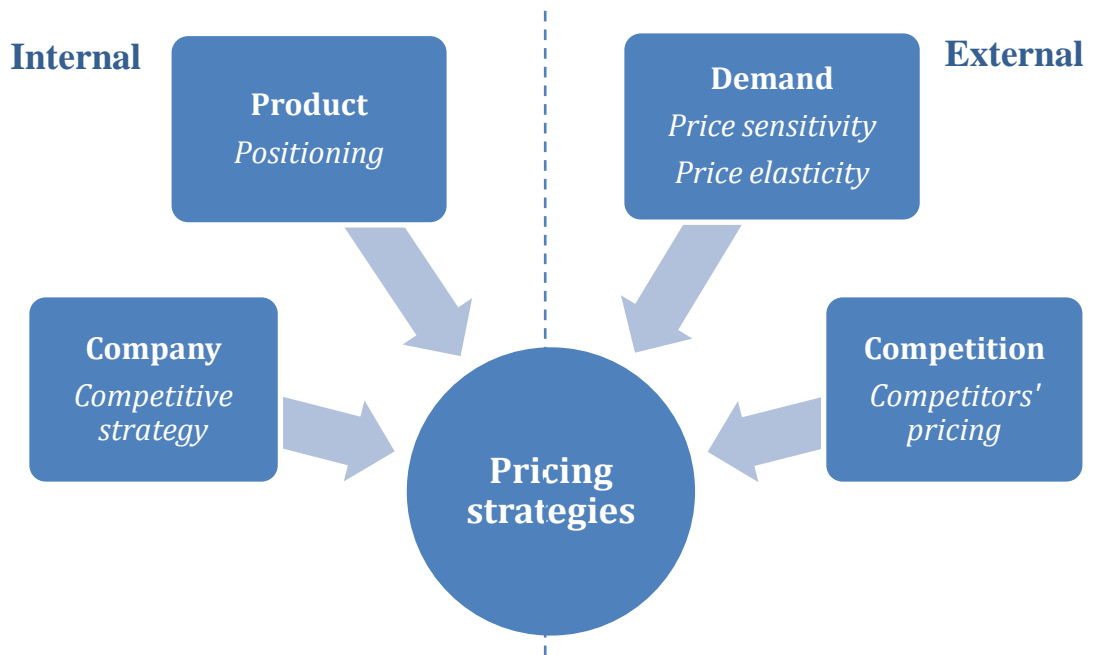 Internal
External
Product
Positioning
Demand
Price sensitivity
Price elasticity
Company
Competitive
strategy
Competition
Competitors'
pricing
Pricing
strategies